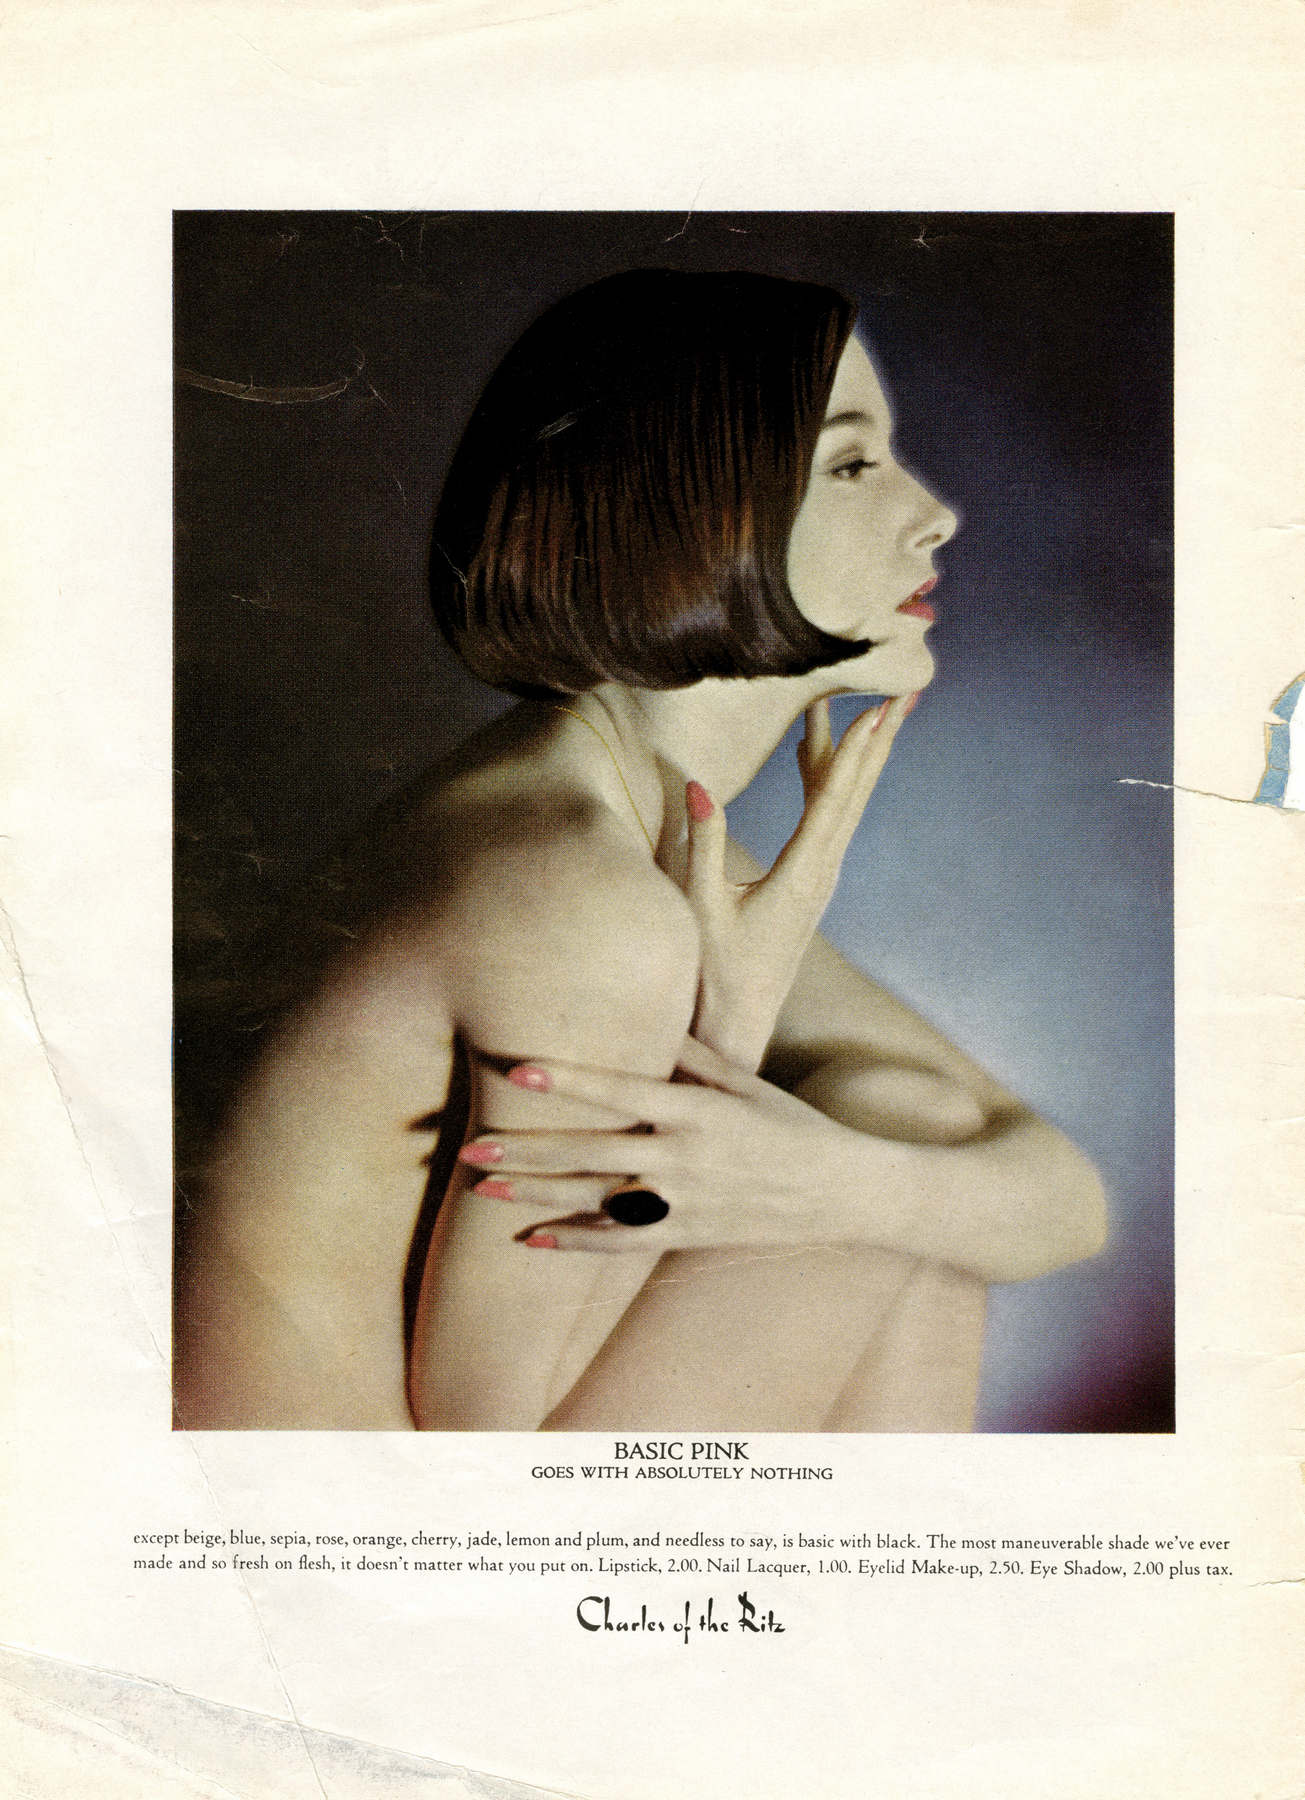 BASIC PINK
GOES WITH ABSOLUTELY NOTHING
except beige, blue, sepia, rose, orange, cherry, jade, lemon and plum, and needless to say, is basic with black. The most maneuverable shade we've ever
made and so fresh on flesh, it doesn't matter what you put on. Lipstick, 2.00. Nail Lacquer, 1.00. Eyelid Make-up, 2.50. Eye Shadow, 2.00 plus tax.
Charles of the Ritz